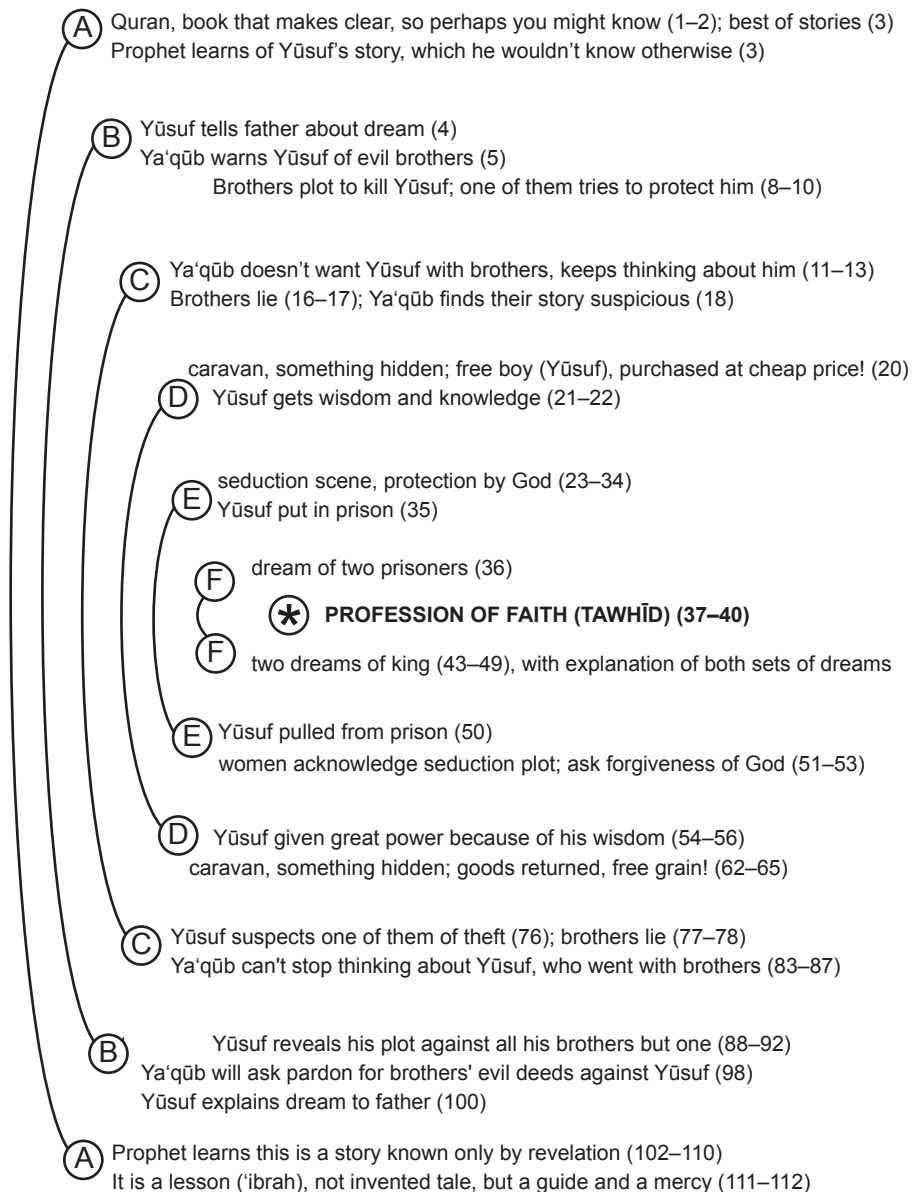 A Quran, book that makes clear, so perhaps you might know (1–2); best of stories (3)
Prophet learns of Yūsuf’s story, which he wouldn’t know otherwise (3)
B Yūsuf tells father about dream (4)
Ya‘qūb warns Yūsuf of evil brothers (5)
Brothers plot to kill Yūsuf; one of them tries to protect him (8–10)
C Ya‘qūb doesn’t want Yūsuf with brothers, keeps thinking about him (11–13)
Brothers lie (16–17); Ya‘qūb finds their story suspicious (18)
caravan, something hidden; free boy (Yūsuf), purchased at cheap price! (20)
D Yūsuf gets wisdom and knowledge (21–22)
E seduction scene, protection by God (23–34)
Yūsuf put in prison (35)
F dream of two prisoners (36)
* PROFESSION OF FAITH (TAWHĪD) (37–40)
F two dreams of king (43–49), with explanation of both sets of dreams
E Yūsuf pulled from prison (50)
women acknowledge seduction plot; ask forgiveness of God (51–53)
D Yūsuf given great power because of his wisdom (54–56)
caravan, something hidden; goods returned, free grain! (62–65)
C Yūsuf suspects one of them of theft (76); brothers lie (77–78)
Ya‘qūb can't stop thinking about Yūsuf, who went with brothers (83–87)
B Yūsuf reveals his plot against all his brothers but one (88–92)
Ya‘qūb will ask pardon for brothers' evil deeds against Yūsuf (98)
Yūsuf explains dream to father (100)
A Prophet learns this is a story known only by revelation (102–110)
It is a lesson (‘ibrah), not invented tale, but a guide and a mercy (111–112)